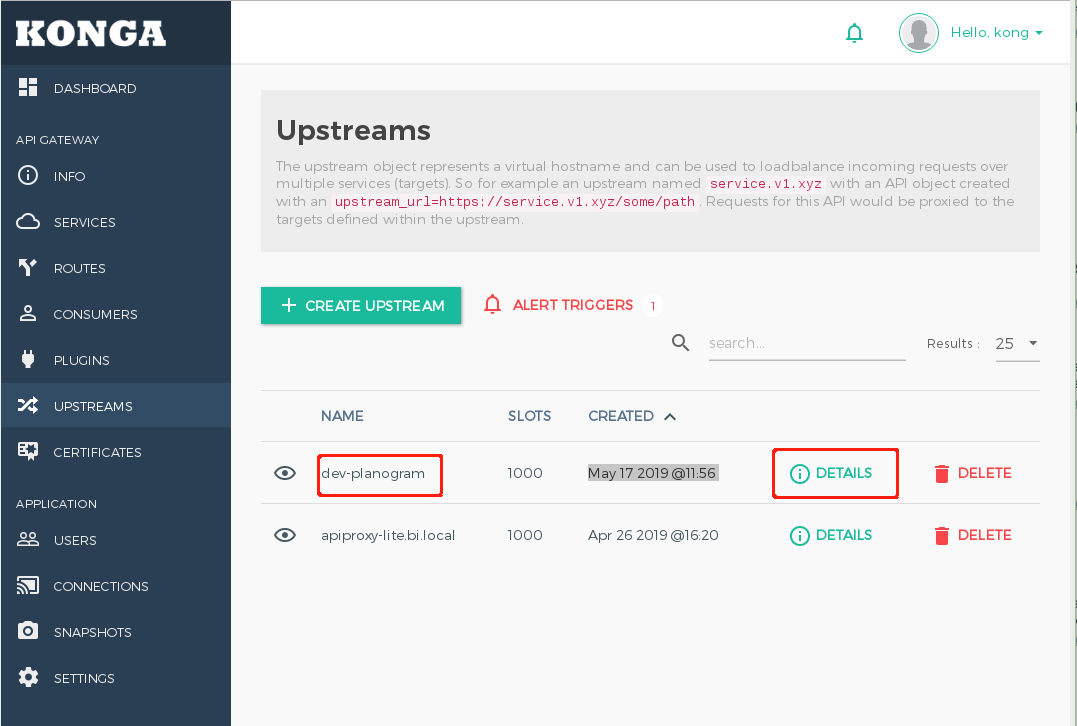 KONGA
Hello, kong
DASHBOARD
API GATEWAY
INFO
SERVICES
ROUTES
CONSUMERS
PLUGINS
UPSTREAMS
CERTIFICATES
APPLICATION
USERS
CONNECTIONS
SNAPSHOTS
SETTINGS
Upstreams
The upstream object represents a virtual hostname and can be used to loadbalance incoming requests over
multiple services (targets). So for example an upstream named service.v1.xyz with an API object created
with an upstream_url=https://service.v1.xyz/some/path. Requests for this API would be proxied to the
targets defined within the upstream.
+ CREATE UPSTREAM ALERT TRIGGERS 1
search... Results : 25
NAME SLOTS CREATED
dev-planogram 1000 May 17 2019 @11:56 DETAILS DELETE
apiproxy-lite.bi.local 1000 Apr 26 2019 @16:20 DETAILS DELETE